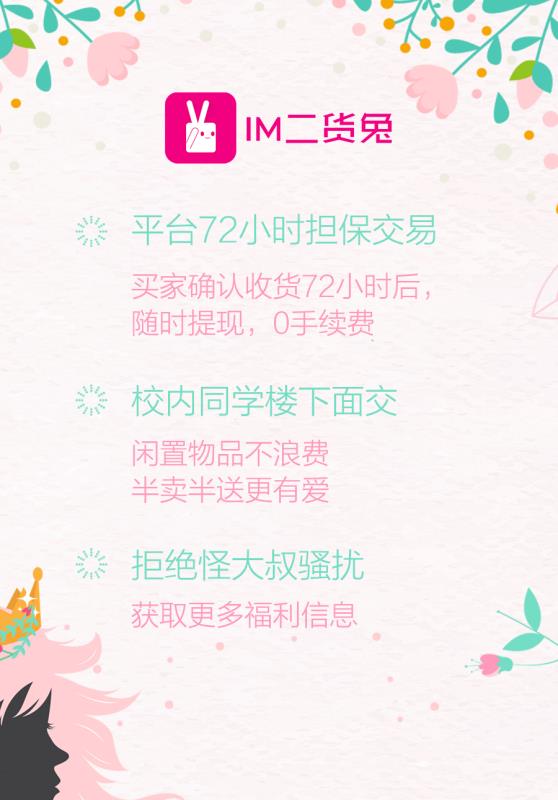 IM二货兔
平台72小时担保交易
买家确认收货72小时后，
随时提现，0手续费
校内同学楼下面交
闲置物品不浪费
半卖半送更有爱
拒绝怪大叔骚扰
获取更多福利信息